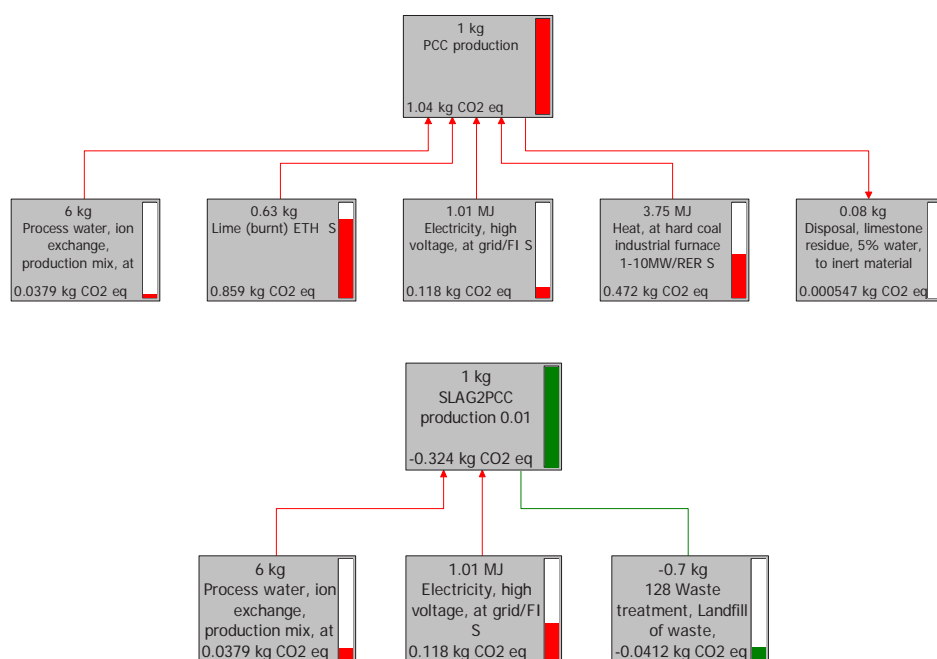 1 kg
PCC production
1.04 kg CO2 eq
6 kg
Process water, ion
exchange,
production mix, at
0.0379 kg CO2 eq
0.63 kg
Lime (burnt) ETH S
0.859 kg CO2 eq
1.01 MJ
Electricity, high
voltage, at grid/FI S
0.118 kg CO2 eq
3.75 MJ
Heat, at hard coal
industrial furnace
1-10MW/RER S
0.472 kg CO2 eq
0.08 kg
Disposal, limestone
residue, 5% water,
to inert material
0.000547 kg CO2 eq
1 kg
SLAG2PCC
production 0.01
-0.324 kg CO2 eq
6 kg
Process water, ion
exchange,
production mix, at
0.0379 kg CO2 eq
1.01 MJ
Electricity, high
voltage, at grid/FI
S
0.118 kg CO2 eq
-0.7 kg
128 Waste
treatment, Landfill
of waste,
-0.0412 kg CO2 eq